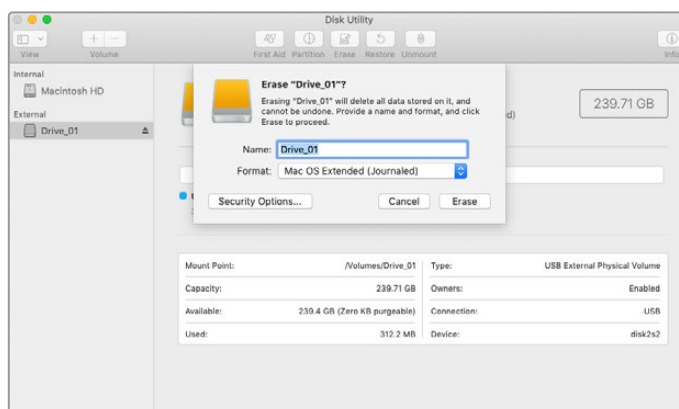 Disk Utility
View
Volume
First Aid
Partition
Erase
Restore
Unmount
Info
Internal
Macintosh HD
External
Drive_01
Erase "Drive_01"?
Erasing "Drive_01" will delete all data stored on it, and
cannot be undone. Provide a name and format, and click
Erase to proceed.
Name: Drive_01
Format: Mac OS Extended (Journaled)
Security Options...
Cancel
Erase
d)
239.71 GB
Mount Point: /Volumes/Drive_01
Type: USB External Physical Volume
Capacity: 239.71 GB
Owners: Enabled
Available: 239.4 GB (Zero KB purgeable)
Connection: USB
Used: 312.2 MB
Device: disk2s2